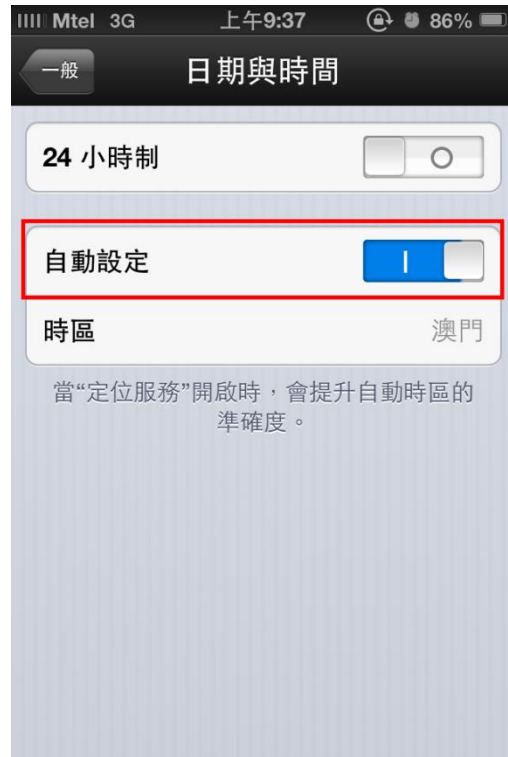 Mtel 3G 上午9:37 86%
一般 日期與時間
24 小時制
自動設定
時區 澳門
當“定位服務”開啟時，會提升自動時區的
準確度。